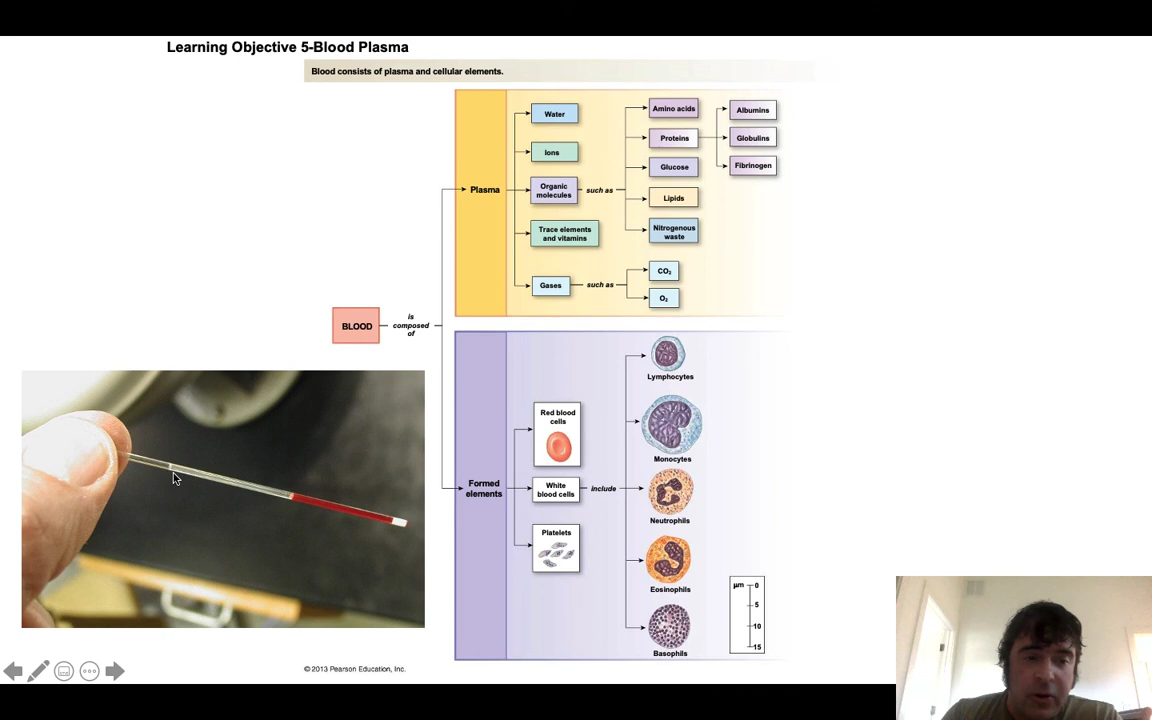 Learning Objective 5-Blood Plasma
Blood consists of plasma and cellular elements.
Plasma
Water
Ions
Organic
molecules
such as
Trace elements
and vitamins
Gases
such as
Amino acids
Proteins
Glucose
Lipids
Nitrogenous
waste
CO₂
O₂
Albumins
Globulins
Fibrinogen
BLOOD
is
composed
of
Formed
elements
Red blood
cells
White
blood cells
include
Platelets
Lymphocytes
Monocytes
Neutrophils
Eosinophils
Basophils
µm
0
5
10
15
© 2013 Pearson Education, Inc.